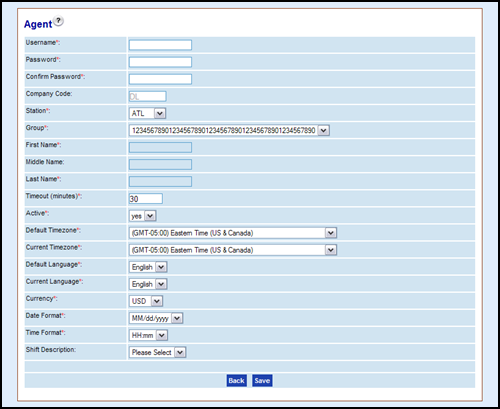 Agent ?
Username*:
Password*:
Confirm Password*:
Company Code: DL
Station*: ATL
Group*: 12345678901234567890123456789012345678901234567890
First Name*:
Middle Name:
Last Name*:
Timeout (minutes)*: 30
Active*: yes
Default Timezone*: (GMT-05:00) Eastern Time (US & Canada)
Current Timezone*: (GMT-05:00) Eastern Time (US & Canada)
Default Language*: English
Current Language*: English
Currency*: USD
Date Format*: MM/dd/yyyy
Time Format*: HH:mm
Shift Description: Please Select
Back Save